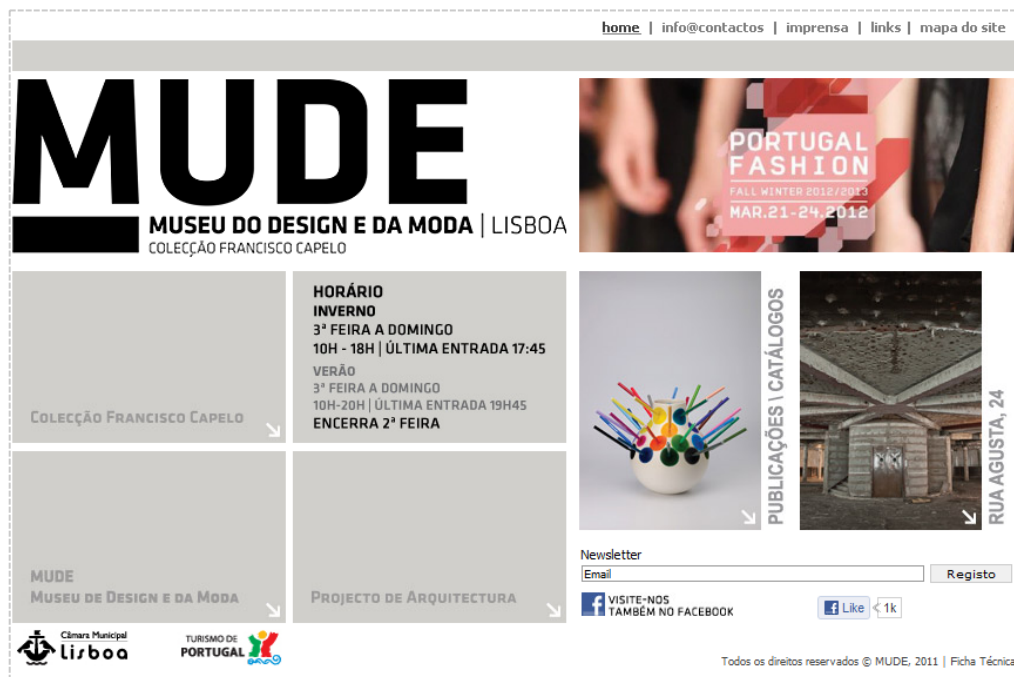 home | info@contactos | imprensa | links | mapa do site
MUDE
MUSEU DO DESIGN E DA MODA | LISBOA
COLECÇÃO FRANCISCO CAPELO
PORTUGAL
FASHION
FALL WINTER 2012/2013
MAR.21-24.2012
COLECÇÃO FRANCISCO CAPELO
HORÁRIO
INVERNO
3ª FEIRA A DOMINGO
10H - 18H | ÚLTIMA ENTRADA 17:45
VERÃO
3ª FEIRA A DOMINGO
10H-20H | ÚLTIMA ENTRADA 19H45
ENCERRA 2ª FEIRA
PUBLICAÇÕES \ CATÁLOGOS
RUA AGUSTA, 24
MUDE
MUSEU DE DESIGN E DA MODA
PROJECTO DE ARQUITECTURA
Newsletter
Email
Registo
VISITE-NOS
TAMBÉM NO FACEBOOK
Like
1k
Câmara Municipal
Lisboa
TURISMO DE
PORTUGAL
Todos os direitos reservados © MUDE, 2011 | Ficha Técnica